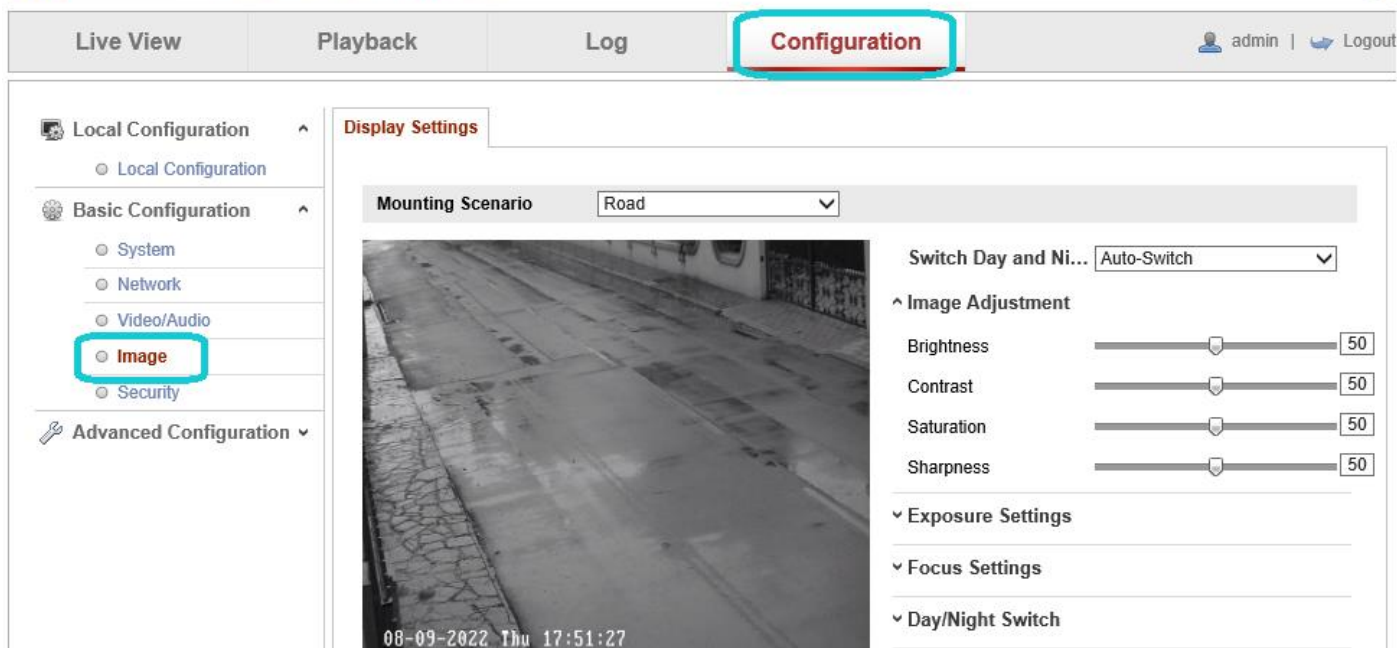 Live View Playback Log Configuration admin | Logout
Local Configuration
Local Configuration
Basic Configuration
System
Network
Video/Audio
Image
Security
Advanced Configuration
Display Settings
Mounting Scenario Road
08-09-2022 Thu 17:51:27
Switch Day and Ni... Auto-Switch
Image Adjustment
Brightness 50
Contrast 50
Saturation 50
Sharpness 50
Exposure Settings
Focus Settings
Day/Night Switch